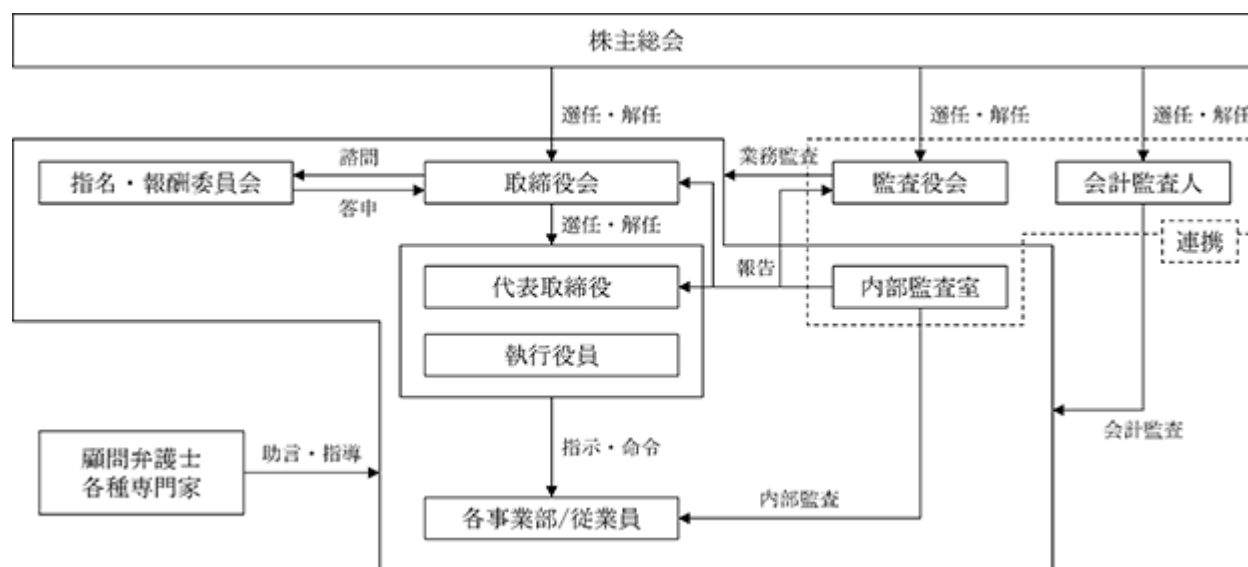 株主総会
選任・解任
選任・解任
選任・解任
諮問
業務監査
指名・報酬委員会
取締役会
監査役会
会計監査人
答申
選任・解任
連携
報告
代表取締役
内部監査室
執行役員
会計監査
顧問弁護士
各種専門家
助言・指導
指示・命令
内部監査
各事業部/従業員